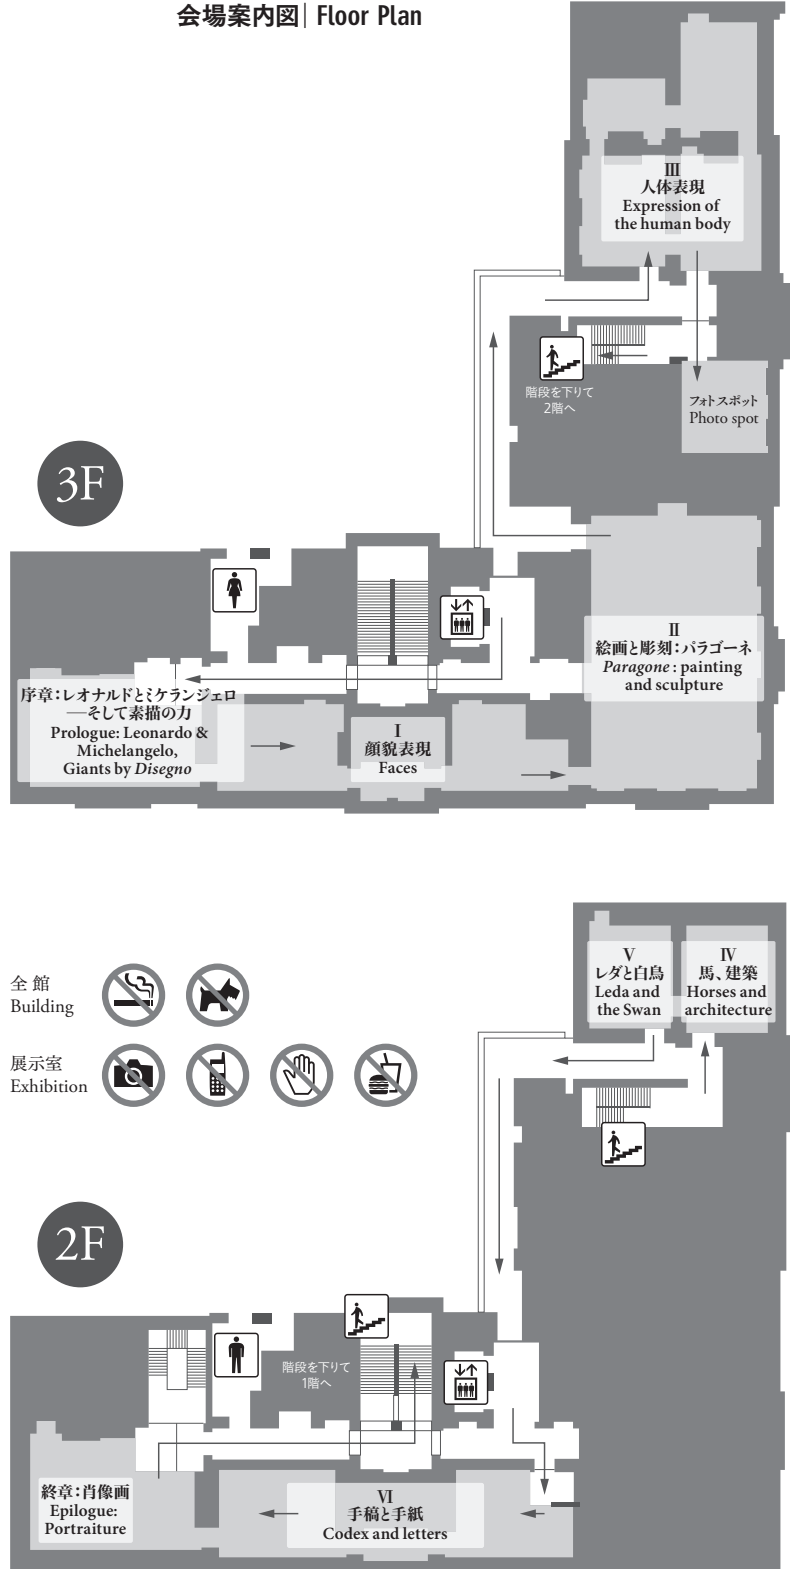 会場案内図| Floor Plan
III
人体表現
Expression of
the human body
階段を下りて
2階へ
フォトスポット
Photo spot
3F
II
絵画と彫刻：パラゴーネ
Paragone : painting
and sculpture
序章：レオナルドとミケランジェロ
—そして素描の力
Prologue: Leonardo &
Michelangelo,
Giants by Disegno
I
顔貌表現
Faces
V
レダと白鳥
Leda and
the Swan
IV
馬、建築
Horses and
architecture
全 館
Building
展示室
Exhibition
2F
階段を下りて
1階へ
終章：肖像画
Epilogue:
Portraiture
VI
手稿と手紙
Codex and letters